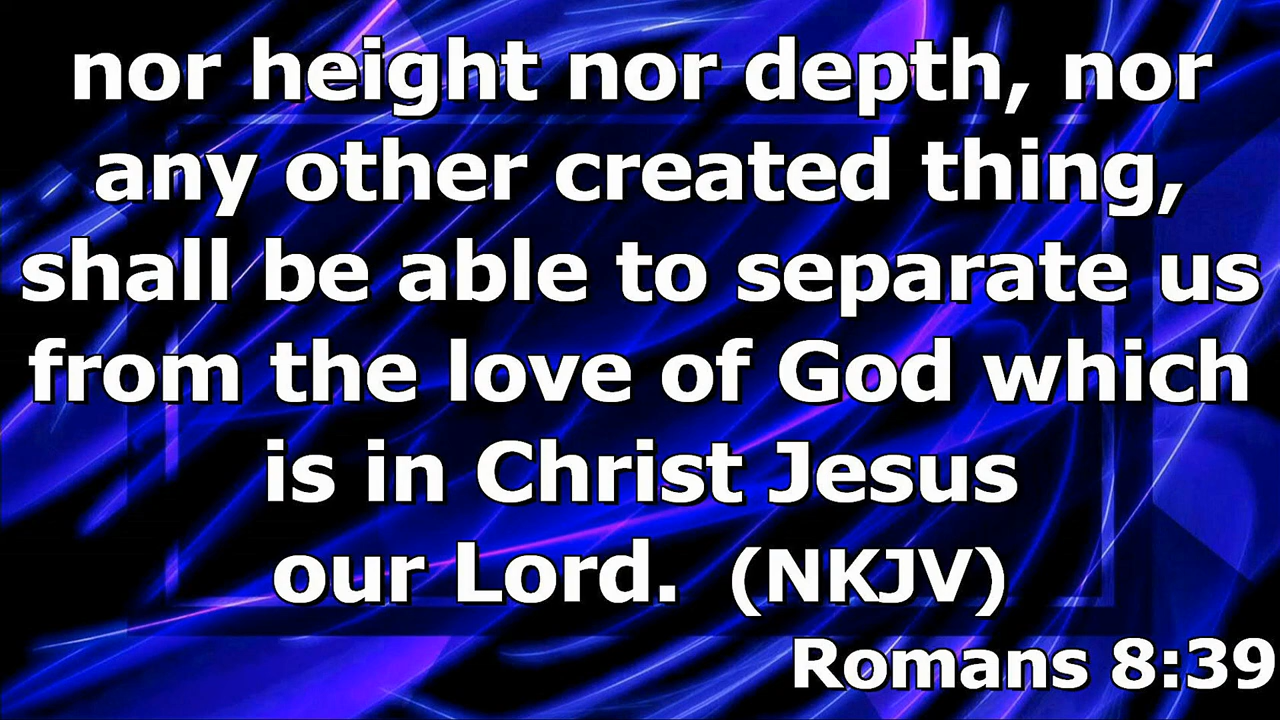 nor height nor depth, nor
any other created thing,
shall be able to separate us
from the love of God which
is in Christ Jesus
our Lord. (NKJV)
Romans 8:39